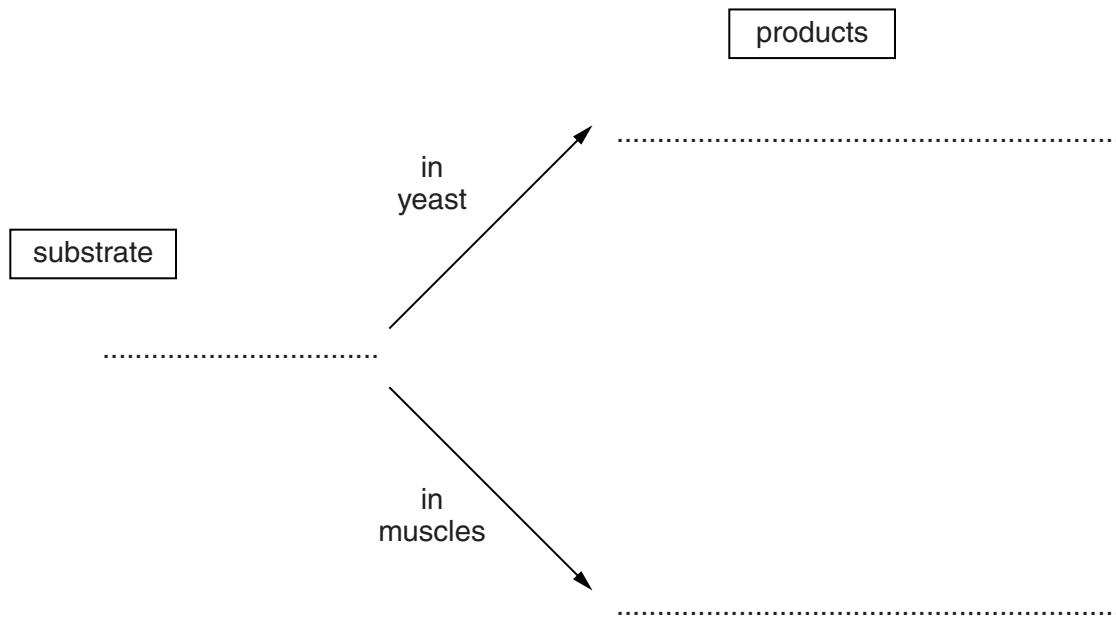 products
in
yeast
substrate
in
muscles